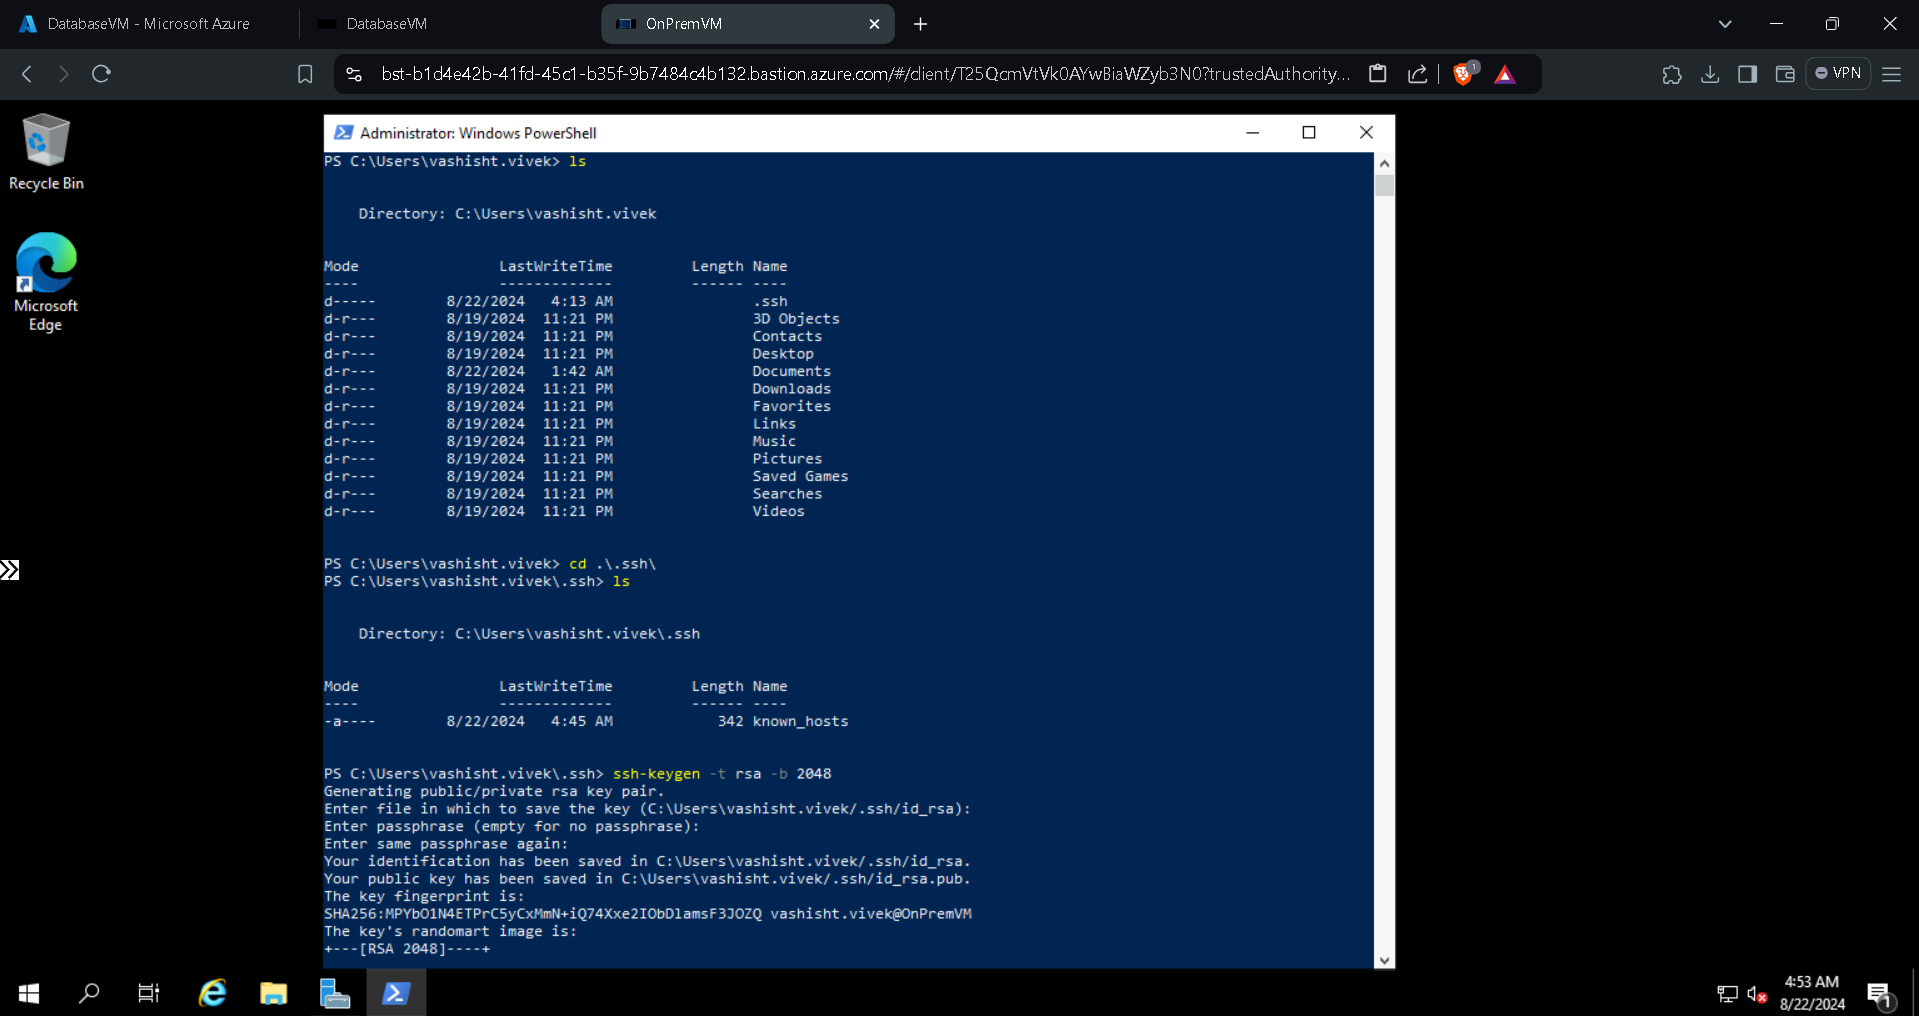 DatabaseVM - Microsoft Azure
DatabaseVM
OnPremVM
bst-b1d4e42b-41fd-45c1-b35f-9b7484c4b132.bastion.azure.com/#/client/T25QcmVtVk0AYwBiaWZyb3N0?trustedAuthority...
1
VPN
Recycle Bin
Microsoft
Edge
Administrator: Windows PowerShell
PS C:\Users\vashisht.vivek> ls
Directory: C:\Users\vashisht.vivek
Mode LastWriteTime Length Name
---- ------------- ------ ----
d----- 8/22/2024 4:13 AM .ssh
d-r--- 8/19/2024 11:21 PM 3D Objects
d-r--- 8/19/2024 11:21 PM Contacts
d-r--- 8/19/2024 11:21 PM Desktop
d-r--- 8/22/2024 1:42 AM Documents
d-r--- 8/19/2024 11:21 PM Downloads
d-r--- 8/19/2024 11:21 PM Favorites
d-r--- 8/19/2024 11:21 PM Links
d-r--- 8/19/2024 11:21 PM Music
d-r--- 8/19/2024 11:21 PM Pictures
d-r--- 8/19/2024 11:21 PM Saved Games
d-r--- 8/19/2024 11:21 PM Searches
d-r--- 8/19/2024 11:21 PM Videos
PS C:\Users\vashisht.vivek> cd .\.ssh\
PS C:\Users\vashisht.vivek\.ssh> ls
Directory: C:\Users\vashisht.vivek\.ssh
Mode LastWriteTime Length Name
---- ------------- ------ ----
-a---- 8/22/2024 4:45 AM 342 known_hosts
PS C:\Users\vashisht.vivek\.ssh> ssh-keygen -t rsa -b 2048
Generating public/private rsa key pair.
Enter file in which to save the key (C:\Users\vashisht.vivek/.ssh/id_rsa):
Enter passphrase (empty for no passphrase):
Enter same passphrase again:
Your identification has been saved in C:\Users\vashisht.vivek/.ssh/id_rsa.
Your public key has been saved in C:\Users\vashisht.vivek/.ssh/id_rsa.pub.
The key fingerprint is:
SHA256:MPYbO1N4ETPrC5yCxMmN+iQ74Xxe2IObDlamsF3JOZQ vashisht.vivek@OnPremVM
The key's randomart image is:
+---[RSA 2048]----+
4:53 AM
8/22/2024
1